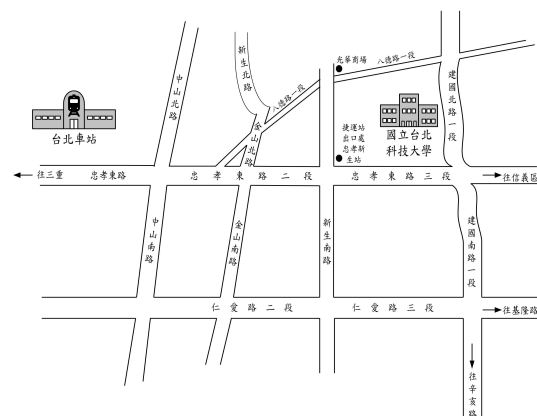 新生北路
中山北路
光華商場
八德路一段
建國北路一段
八德路一段
台北車站
金山北路
捷運站
出口處
忠孝新
生站
國立台北
科技大學
往三重
忠孝東路
忠孝東路二段
忠孝東路三段
往信義區
中山南路
金山南路
新生南路
建國南路一段
仁愛路二段
仁愛路三段
往基隆路
往辛亥路